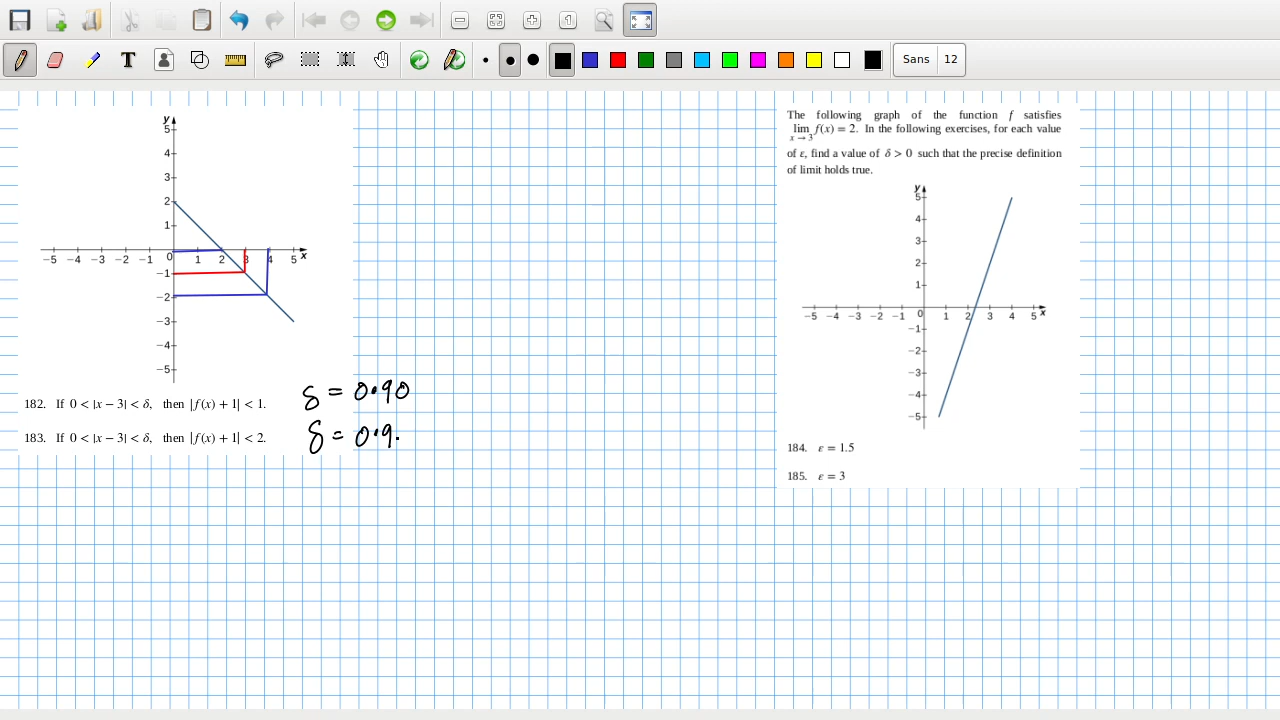 T
Sans 12
y
5
4
3
2
1
−5 −4 −3 −2 −1 0 1 2 3 4 5 x
−1
−2
−3
−4
−5
182. If 0 < |x − 3| < δ, then |f(x) + 1| < 1.
δ = 0.90
183. If 0 < |x − 3| < δ, then |f(x) + 1| < 2.
δ = 0.9.
The following graph of the function f satisfies
lim f(x) = 2. In the following exercises, for each value
x → 3
of ε, find a value of δ > 0 such that the precise definition
of limit holds true.
y
5
4
3
2
1
−5 −4 −3 −2 −1 0 1 2 3 4 5 x
−1
−2
−3
−4
−5
184. ε = 1.5
185. ε = 3